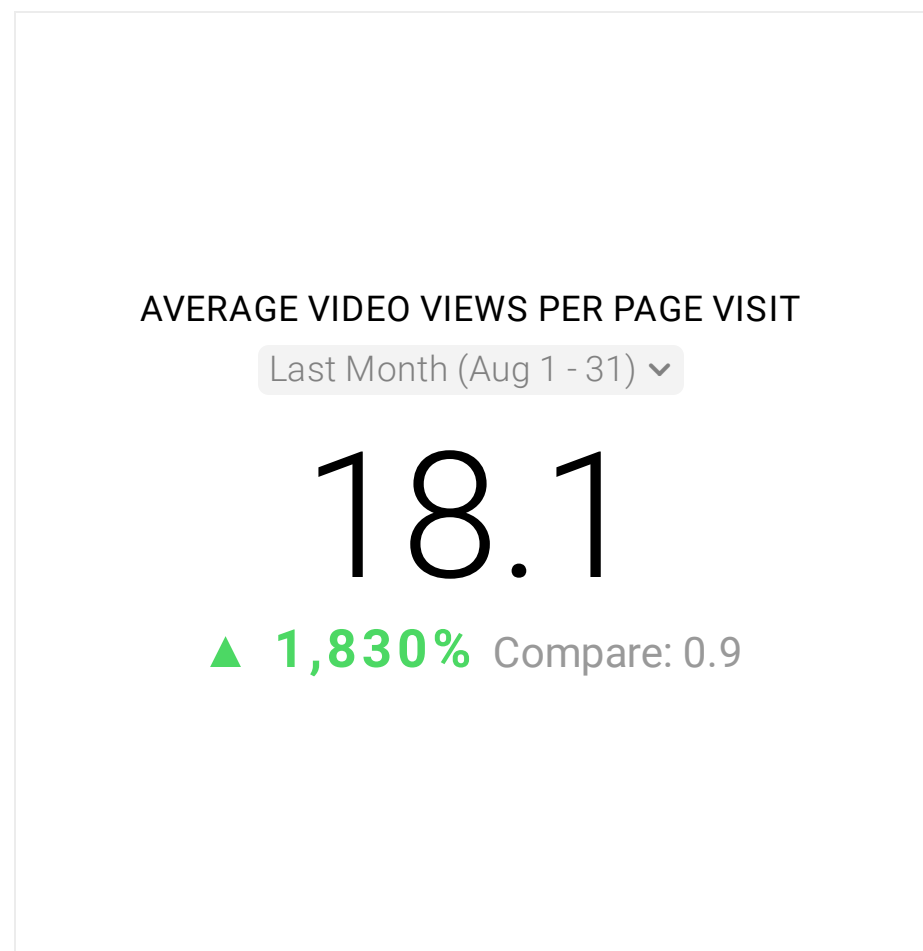 AVERAGE VIDEO VIEWS PER PAGE VISIT
Last Month (Aug 1 - 31)
18.1
▲ 1,830% Compare: 0.9